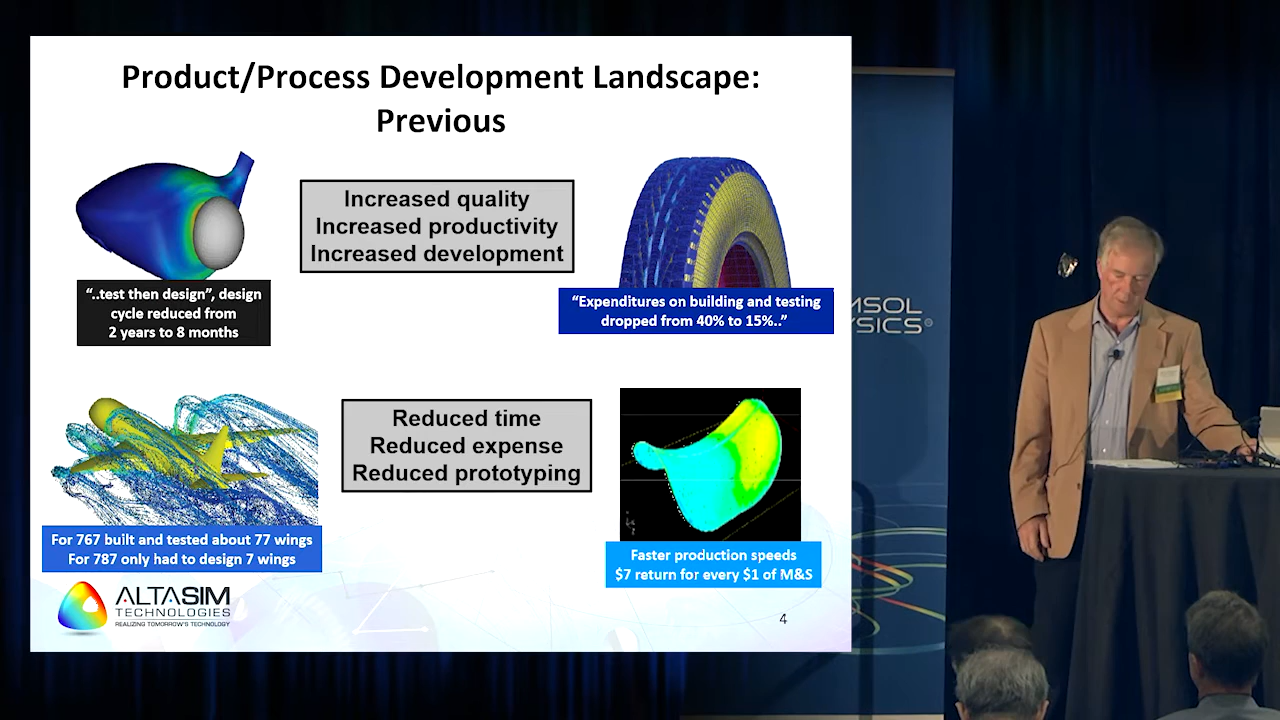 Product/Process Development Landscape:
Previous
Increased quality
Increased productivity
Increased development
“..test then design”, design
cycle reduced from
2 years to 8 months
“Expenditures on building and testing
dropped from 40% to 15%..”
Reduced time
Reduced expense
Reduced prototyping
For 767 built and tested about 77 wings
For 787 only had to design 7 wings
Faster production speeds
$7 return for every $1 of M&S
ALTASIM
TECHNOLOGIES
REALIZING TOMORROW'S TECHNOLOGY
4
MSOL
YSICS®